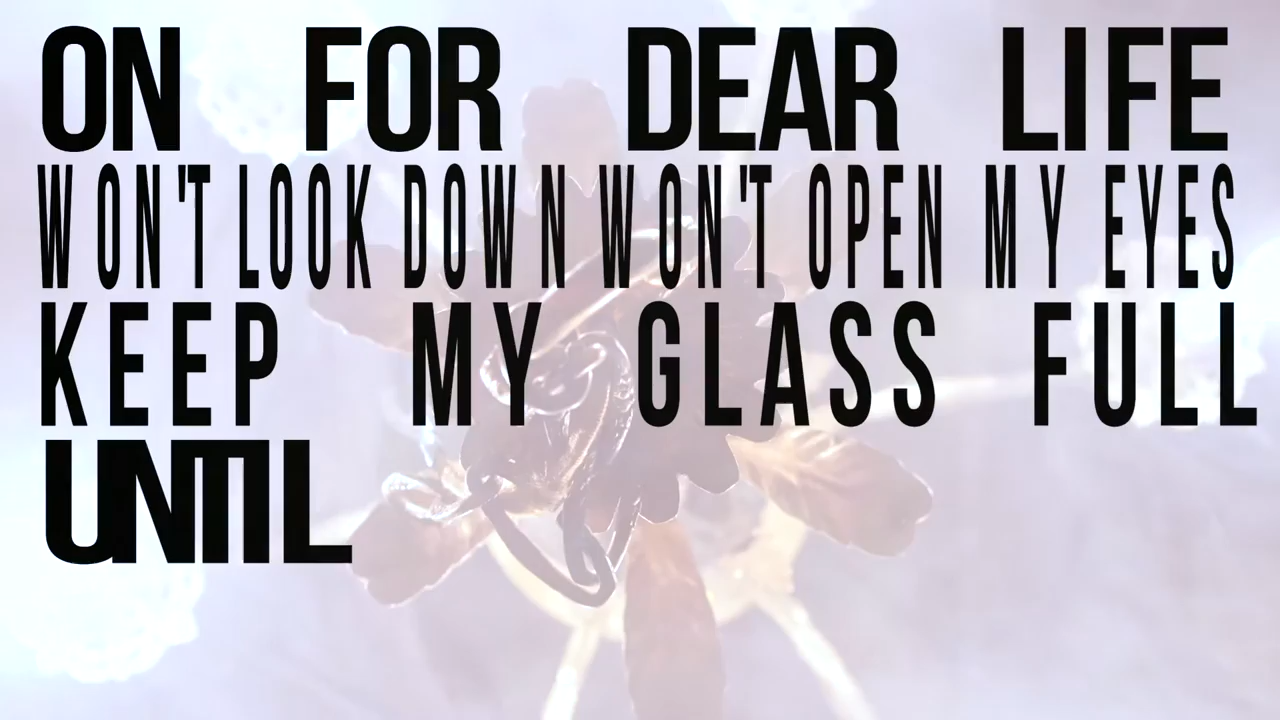 ON FOR DEAR LIFE
WON'T LOOK DOWN WON'T OPEN MY EYES
KEEP MY GLASS FULL
UNTIL